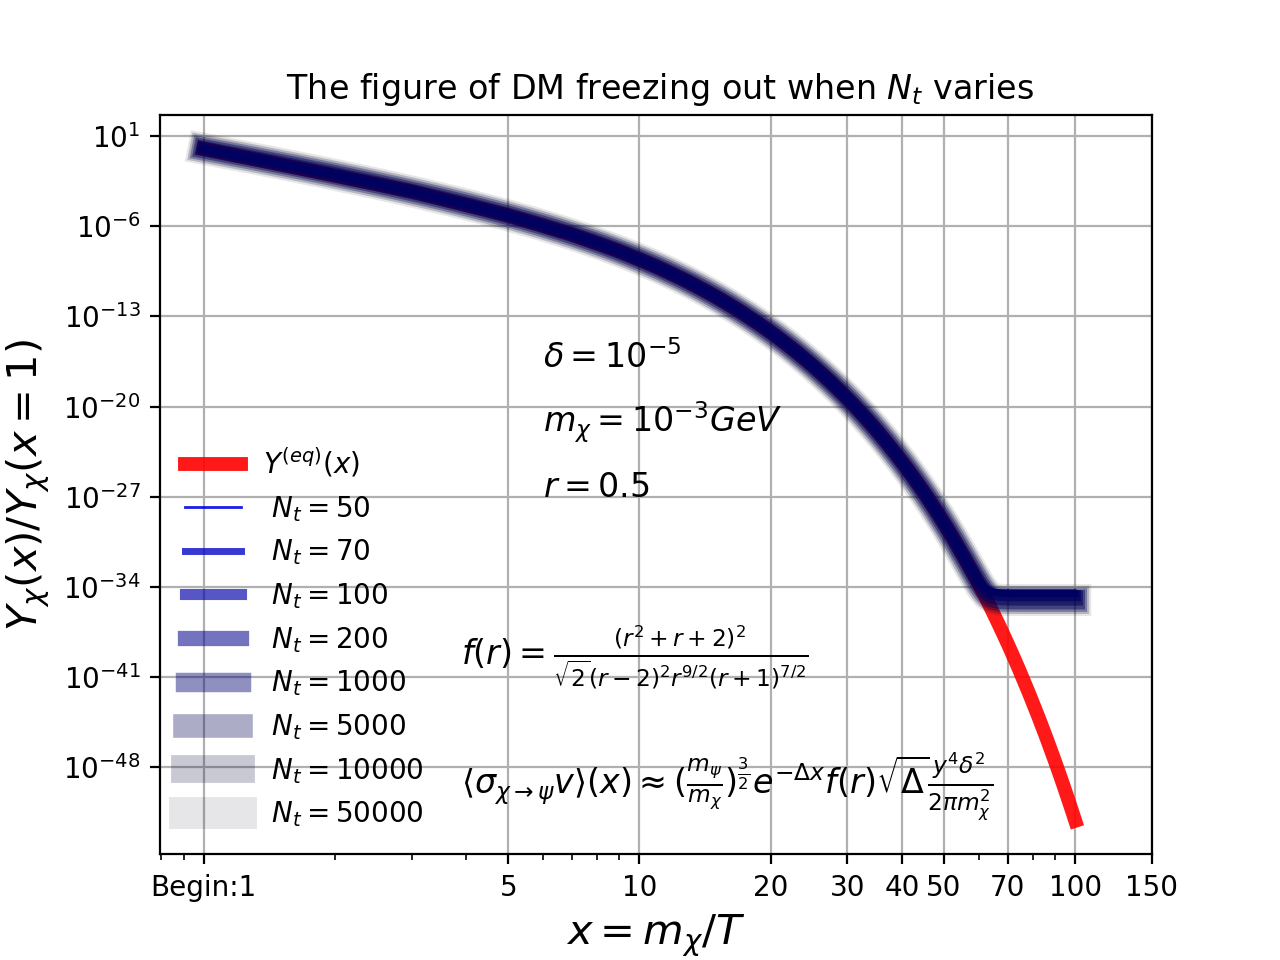 The figure of DM freezing out when N_t varies
Y_χ(x)/Y_χ(x = 1)
10^1
10^−6
10^−13
10^−20
10^−27
10^−34
10^−41
10^−48
δ = 10^−5
m_χ = 10^−3 GeV
r = 0.5
Y^(eq)(x)
N_t = 50
N_t = 70
N_t = 100
N_t = 200
N_t = 1000
N_t = 5000
N_t = 10000
N_t = 50000
f(r) = (r^2 + r + 2)^2 / √2(r − 2)^2 r^9/2 (r + 1)^7/2
⟨σ_χ→ψ v⟩(x) ≈ (m_ψ/m_χ)^3/2 e^−Δx f(r)√Δ y^4 δ^2 / 2πm_χ^2
Begin:1 5 10 20 30 40 50 70 100 150
x = m_χ/T